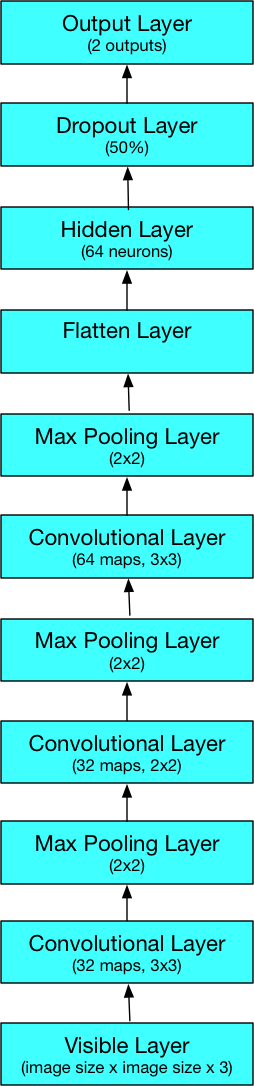 Output Layer
(2 outputs)
Dropout Layer
(50%)
Hidden Layer
(64 neurons)
Flatten Layer
Max Pooling Layer
(2x2)
Convolutional Layer
(64 maps, 3x3)
Max Pooling Layer
(2x2)
Convolutional Layer
(32 maps, 2x2)
Max Pooling Layer
(2x2)
Convolutional Layer
(32 maps, 3x3)
Visible Layer
(image size x image size x 3)